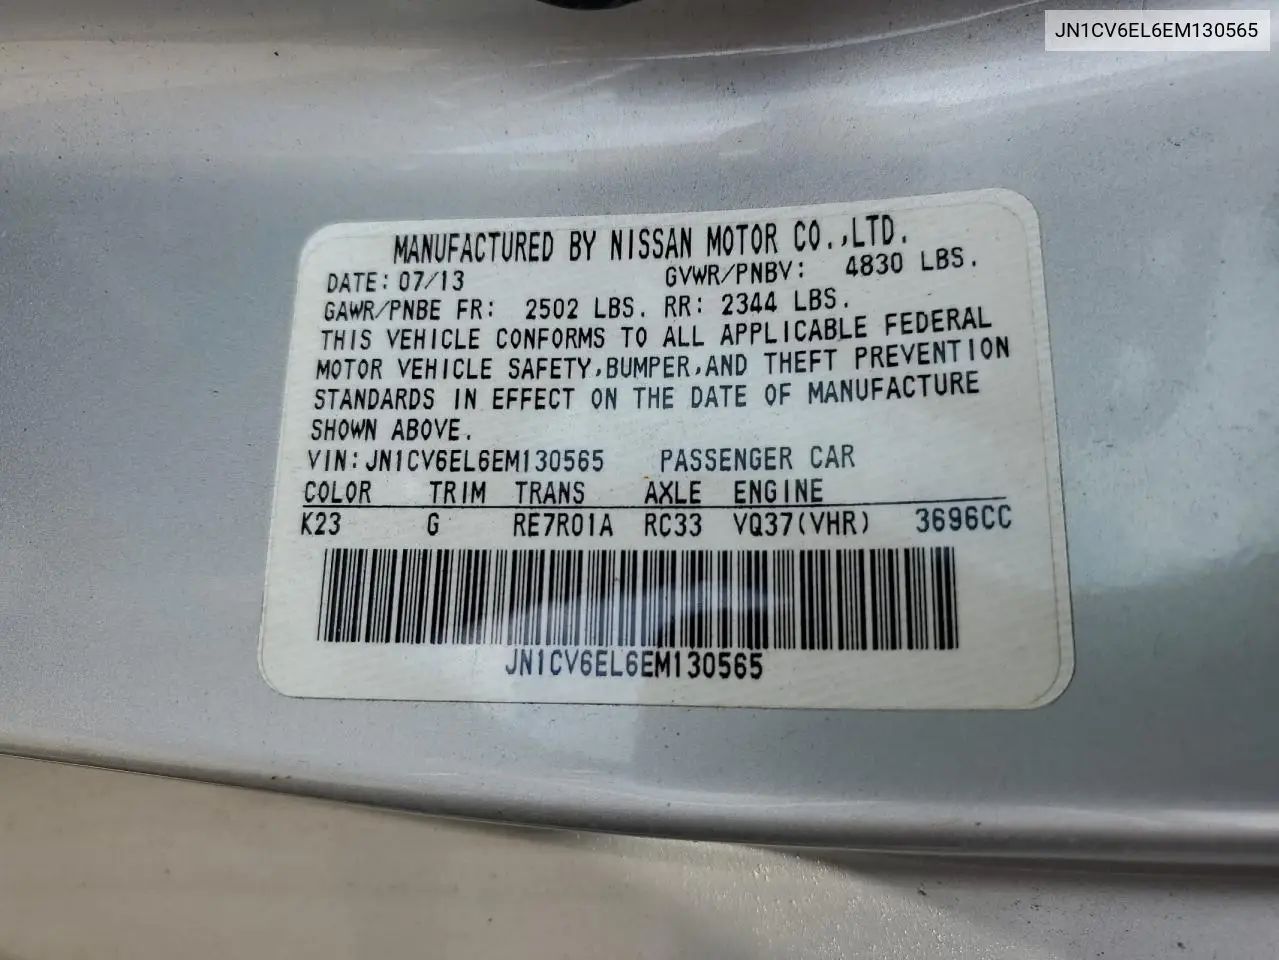 JN1CV6EL6EM130565
MANUFACTURED BY NISSAN MOTOR CO.,LTD.
DATE: 07/13 GVWR/PNBV: 4830 LBS.
GAWR/PNBE FR: 2502 LBS. RR: 2344 LBS.
THIS VEHICLE CONFORMS TO ALL APPLICABLE FEDERAL
MOTOR VEHICLE SAFETY,BUMPER,AND THEFT PREVENTION
STANDARDS IN EFFECT ON THE DATE OF MANUFACTURE
SHOWN ABOVE.
VIN:JN1CV6EL6EM130565 PASSENGER CAR
COLOR TRIM TRANS AXLE ENGINE
K23 G RE7R01A RC33 VQ37(VHR) 3696CC
JN1CV6EL6EM130565